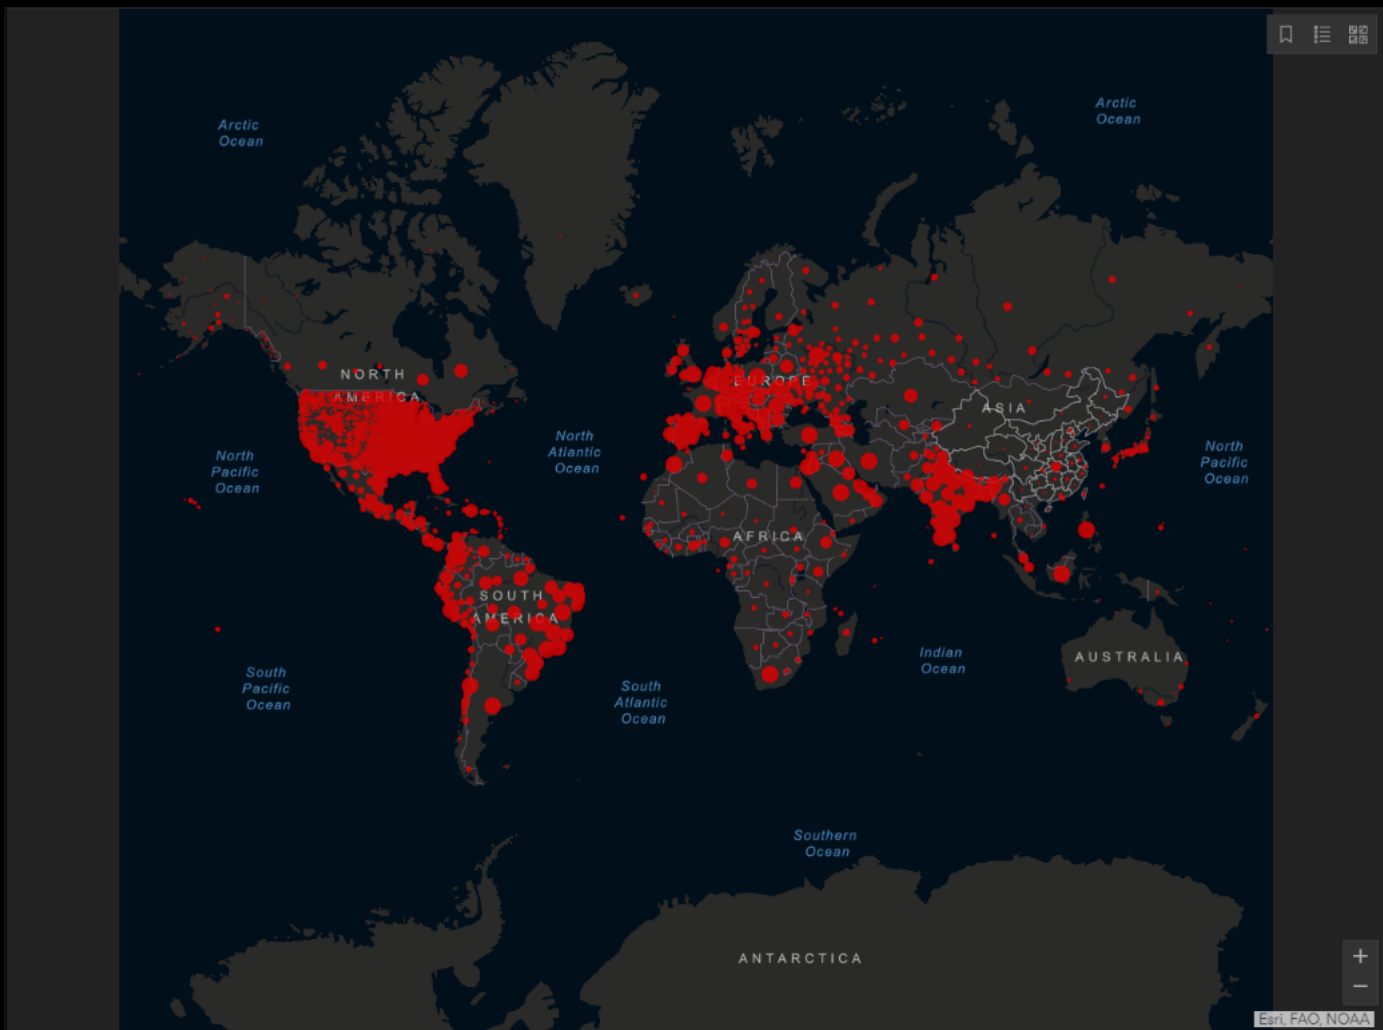 Arctic
Ocean
Arctic
Ocean
NORTH
AMERICA
EUROPE
ASIA
North
Pacific
Ocean
North
Atlantic
Ocean
North
Pacific
Ocean
AFRICA
SOUTH
AMERICA
South
Pacific
Ocean
South
Atlantic
Ocean
Indian
Ocean
AUSTRALIA
Southern
Ocean
ANTARCTICA
+
−
Esri, FAO, NOAA